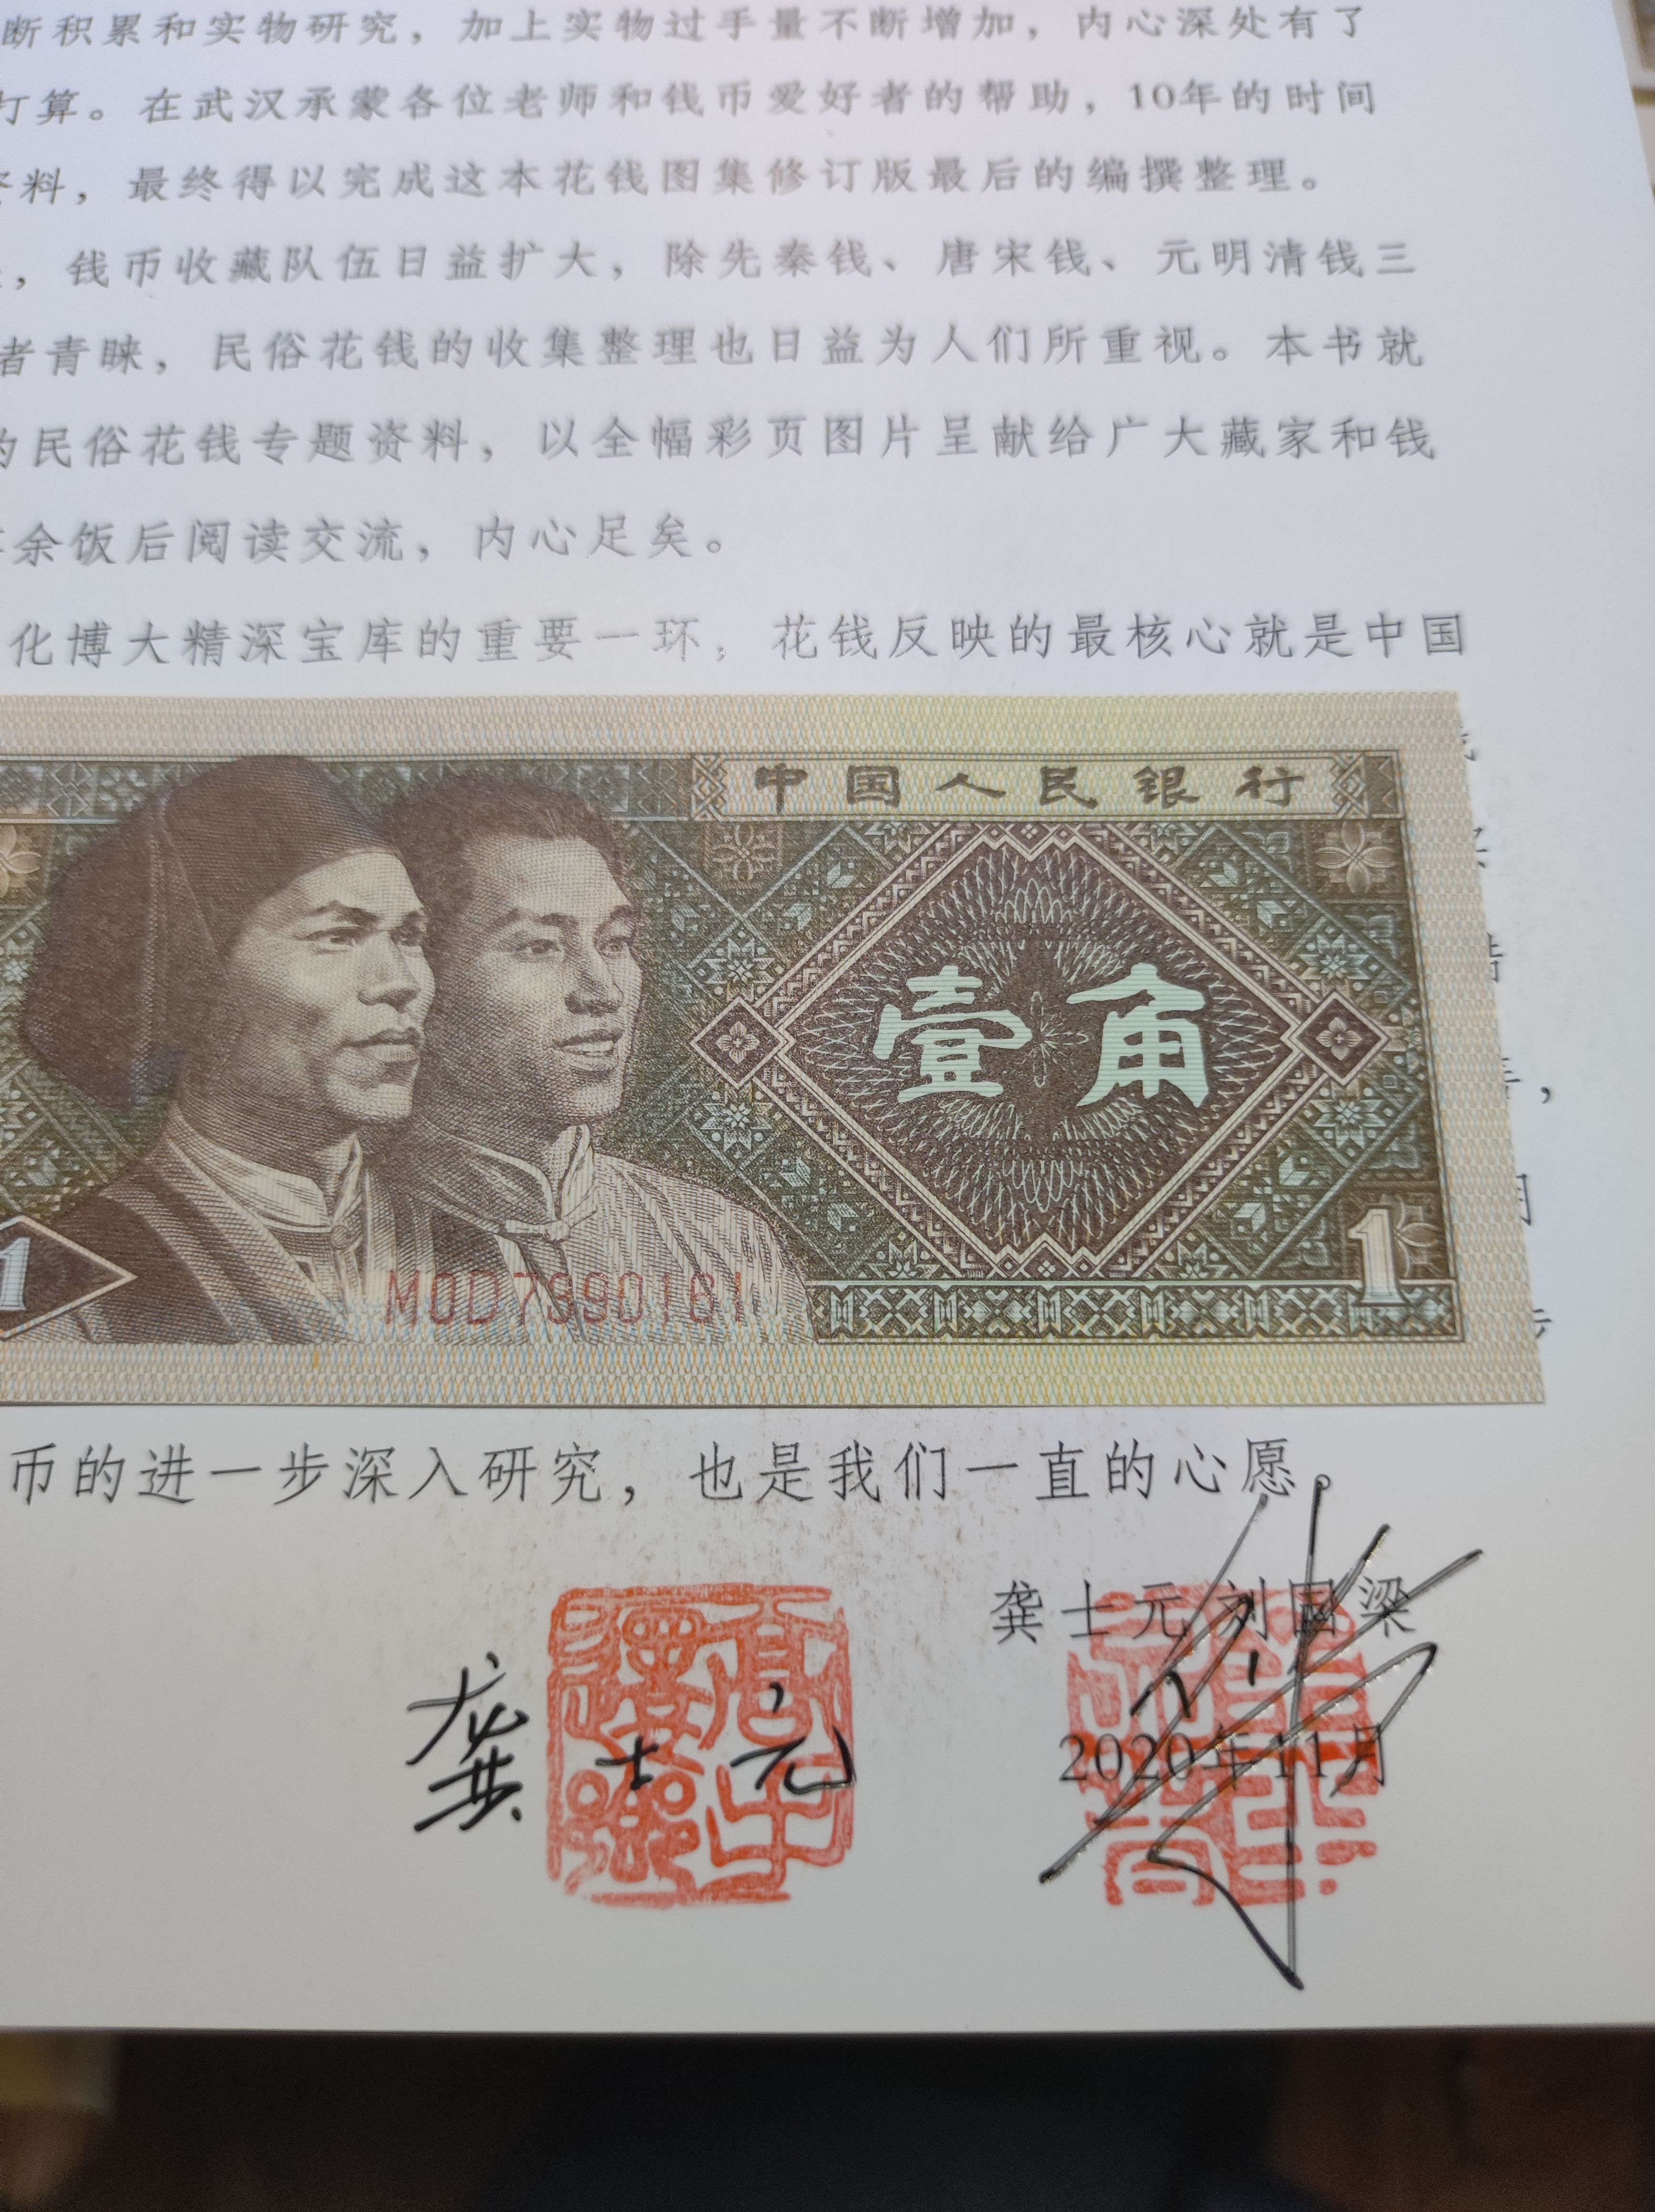 断积累和实物研究，加上实物过手量不断增加，内心深处有了
打算。在武汉承蒙各位老师和钱币爱好者的帮助，10年的时间
资料，最终得以完成这本花钱图集修订版最后的编撰整理。
，钱币收藏队伍日益扩大，除先秦钱、唐宋钱、元明清钱三
者青睐，民俗花钱的收集整理也日益为人们所重视。本书就
的民俗花钱专题资料，以全幅彩页图片呈献给广大藏家和钱
余饭后阅读交流，内心足矣。
化博大精深宝库的重要一环，花钱反映的最核心就是中国
中国人民银行
壹角
1
1
M0D7390161
币的进一步深入研究，也是我们一直的心愿。
龚士元 刘国梁
龚士元
2020年11月